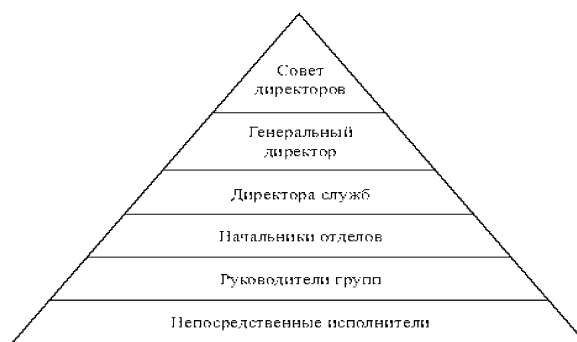 Совет
директоров
Генеральный
директор
Директора служб
Начальники отделов
Руководители групп
Непосредственные исполнители